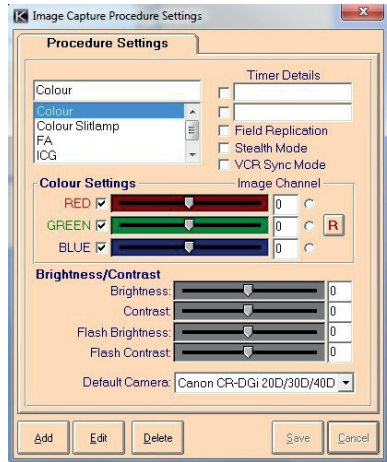 Image Capture Procedure Settings
Procedure Settings
Timer Details
Colour
Colour
Colour Slitlamp
FA
ICG
Field Replication
Stealth Mode
VCR Sync Mode
Colour Settings Image Channel
RED 0
GREEN 0 R
BLUE 0
Brightness/Contrast
Brightness: 0
Contrast: 0
Flash Brightness: 0
Flash Contrast: 0
Default Camera: Canon CR-DGi 20D/30D/40D
Add Edit Delete Save Cancel